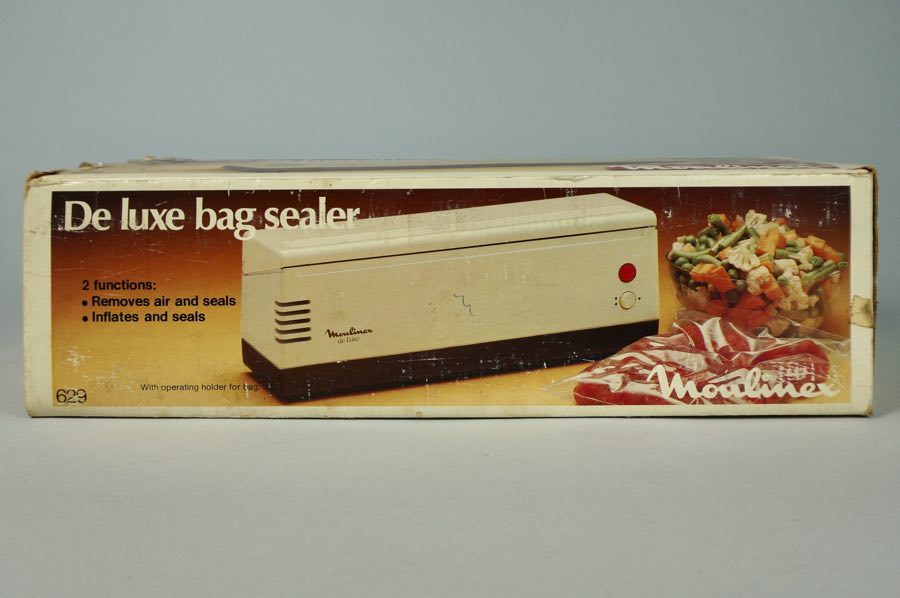 De luxe bag sealer
2 functions:
• Removes air and seals
• Inflates and seals
Moulinex
de Luxe
With operating holder for bag
629
Moulinex